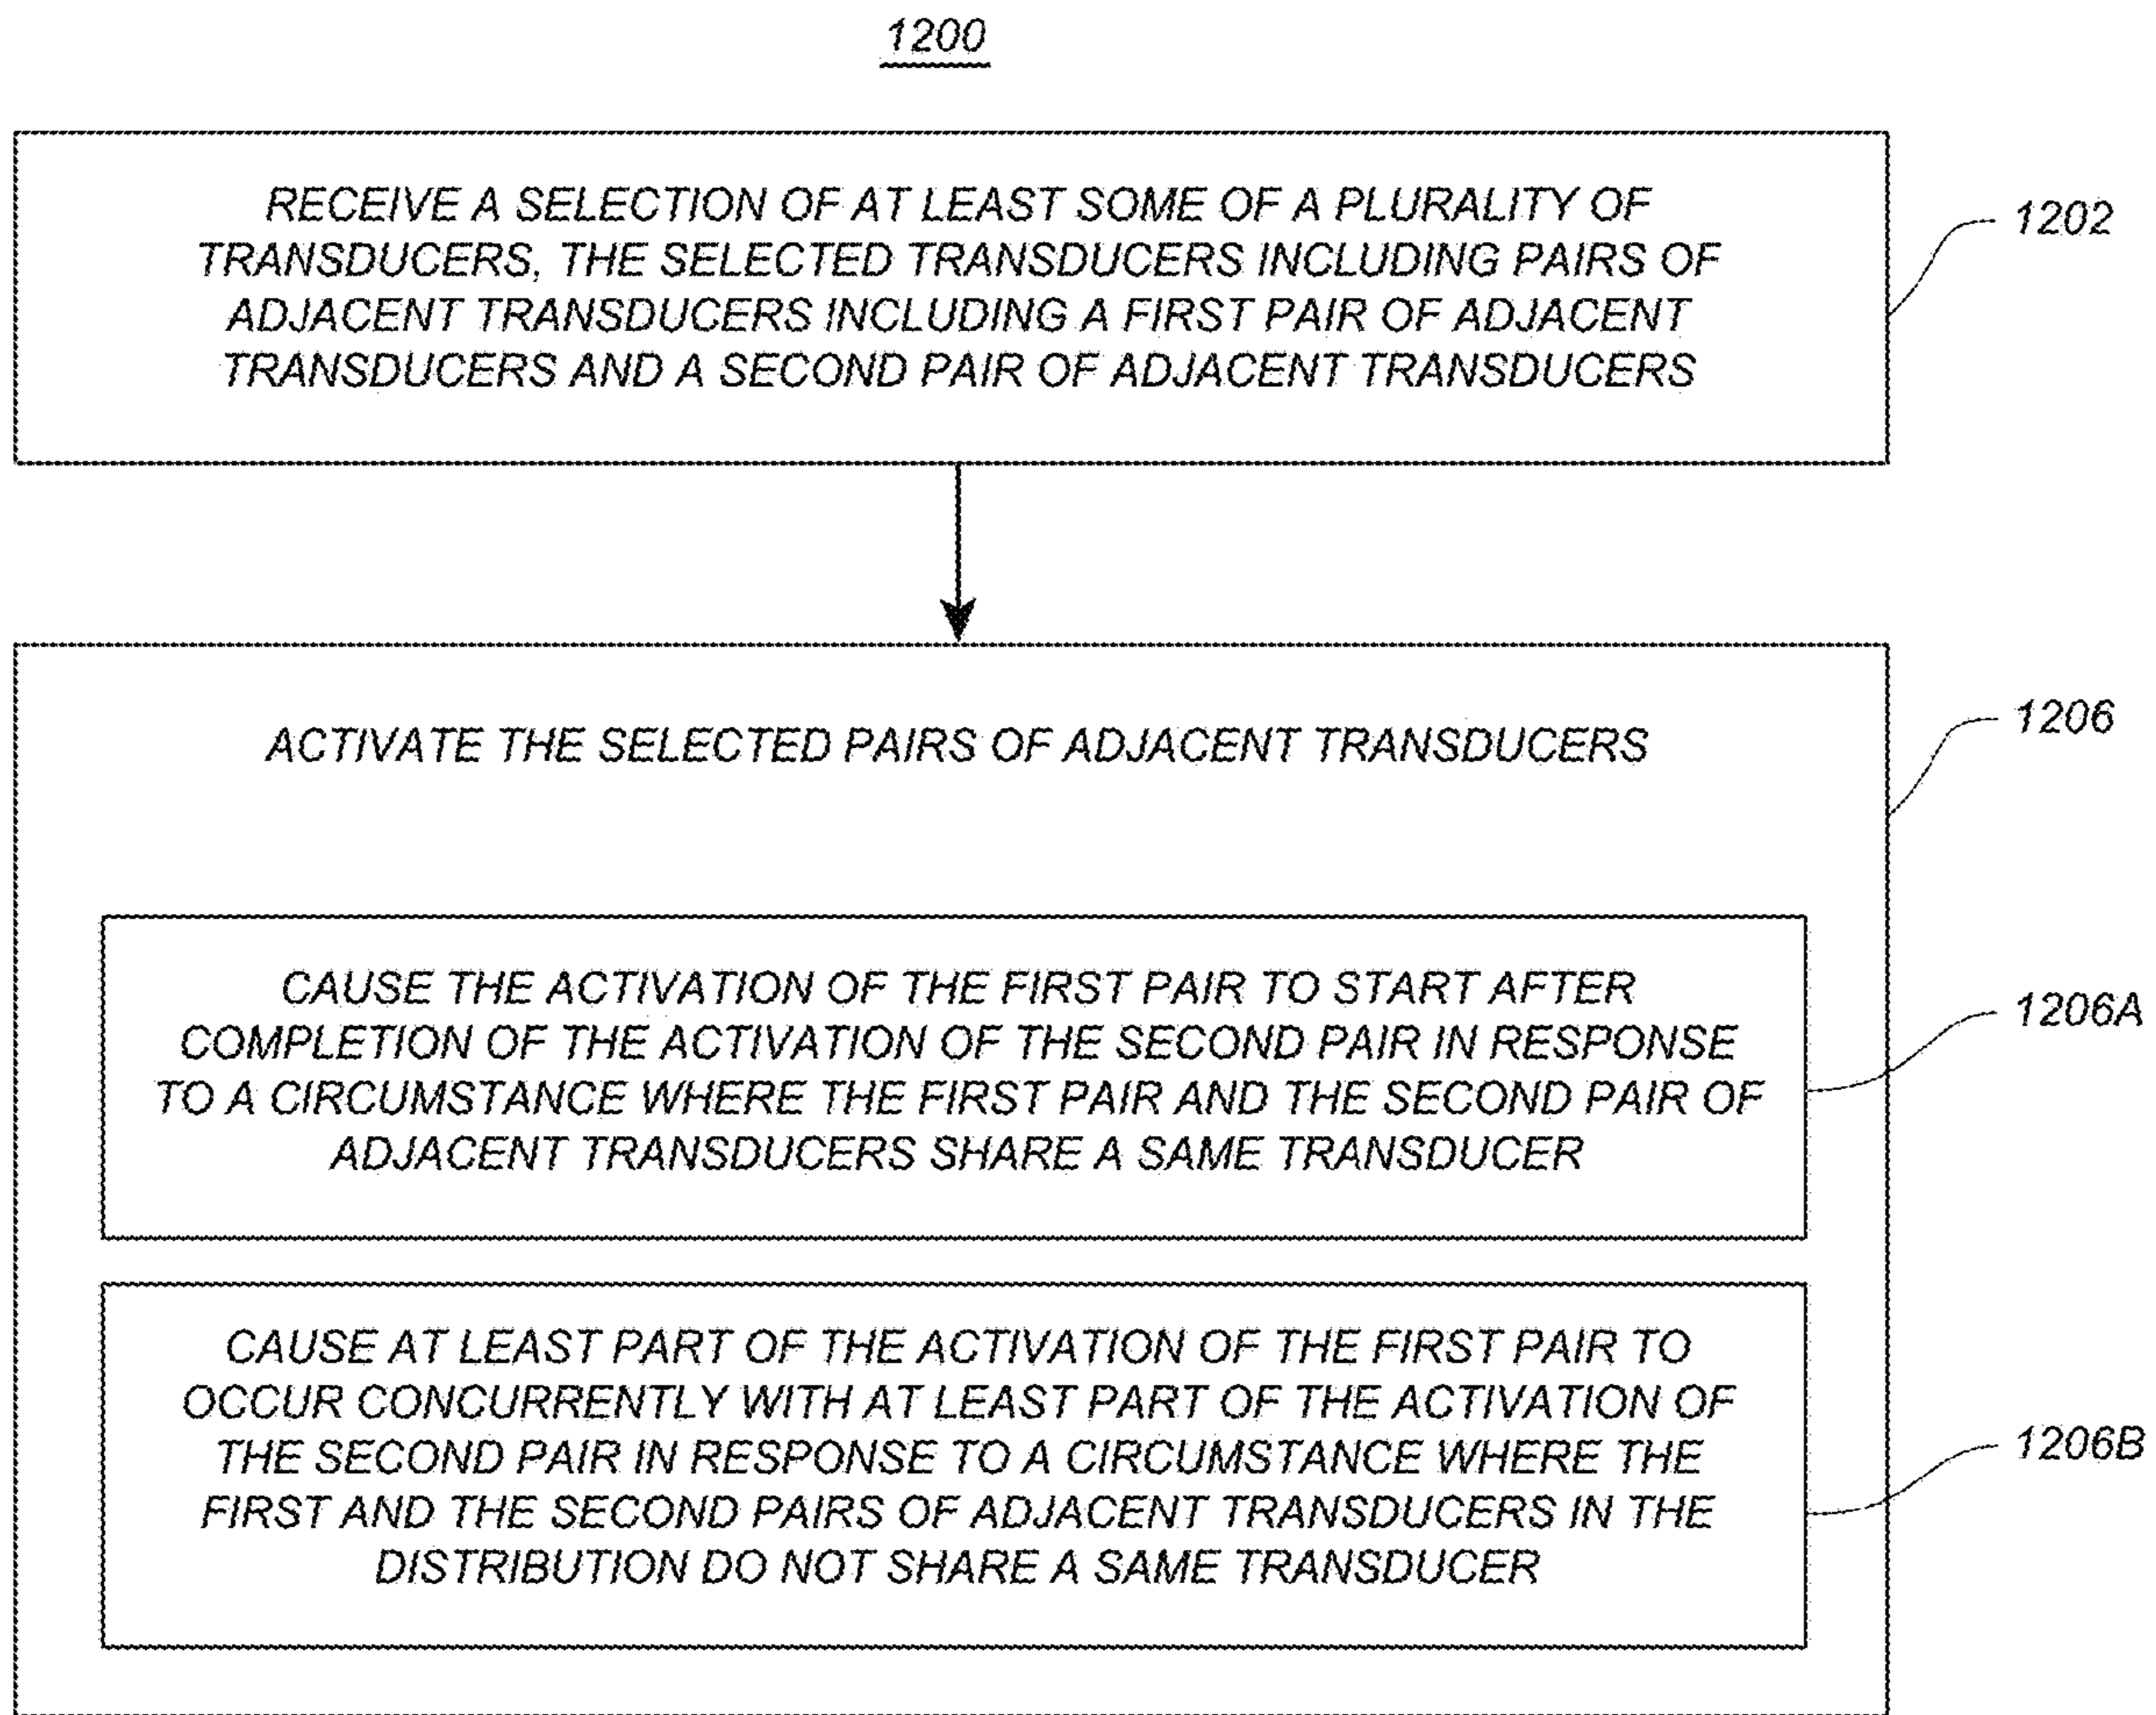 1200
RECEIVE A SELECTION OF AT LEAST SOME OF A PLURALITY OF
TRANSDUCERS, THE SELECTED TRANSDUCERS INCLUDING PAIRS OF
ADJACENT TRANSDUCERS INCLUDING A FIRST PAIR OF ADJACENT
TRANSDUCERS AND A SECOND PAIR OF ADJACENT TRANSDUCERS
1202
ACTIVATE THE SELECTED PAIRS OF ADJACENT TRANSDUCERS
1206
CAUSE THE ACTIVATION OF THE FIRST PAIR TO START AFTER
COMPLETION OF THE ACTIVATION OF THE SECOND PAIR IN RESPONSE
TO A CIRCUMSTANCE WHERE THE FIRST PAIR AND THE SECOND PAIR OF
ADJACENT TRANSDUCERS SHARE A SAME TRANSDUCER
1206A
CAUSE AT LEAST PART OF THE ACTIVATION OF THE FIRST PAIR TO
OCCUR CONCURRENTLY WITH AT LEAST PART OF THE ACTIVATION OF
THE SECOND PAIR IN RESPONSE TO A CIRCUMSTANCE WHERE THE
FIRST AND THE SECOND PAIRS OF ADJACENT TRANSDUCERS IN THE
DISTRIBUTION DO NOT SHARE A SAME TRANSDUCER
1206B